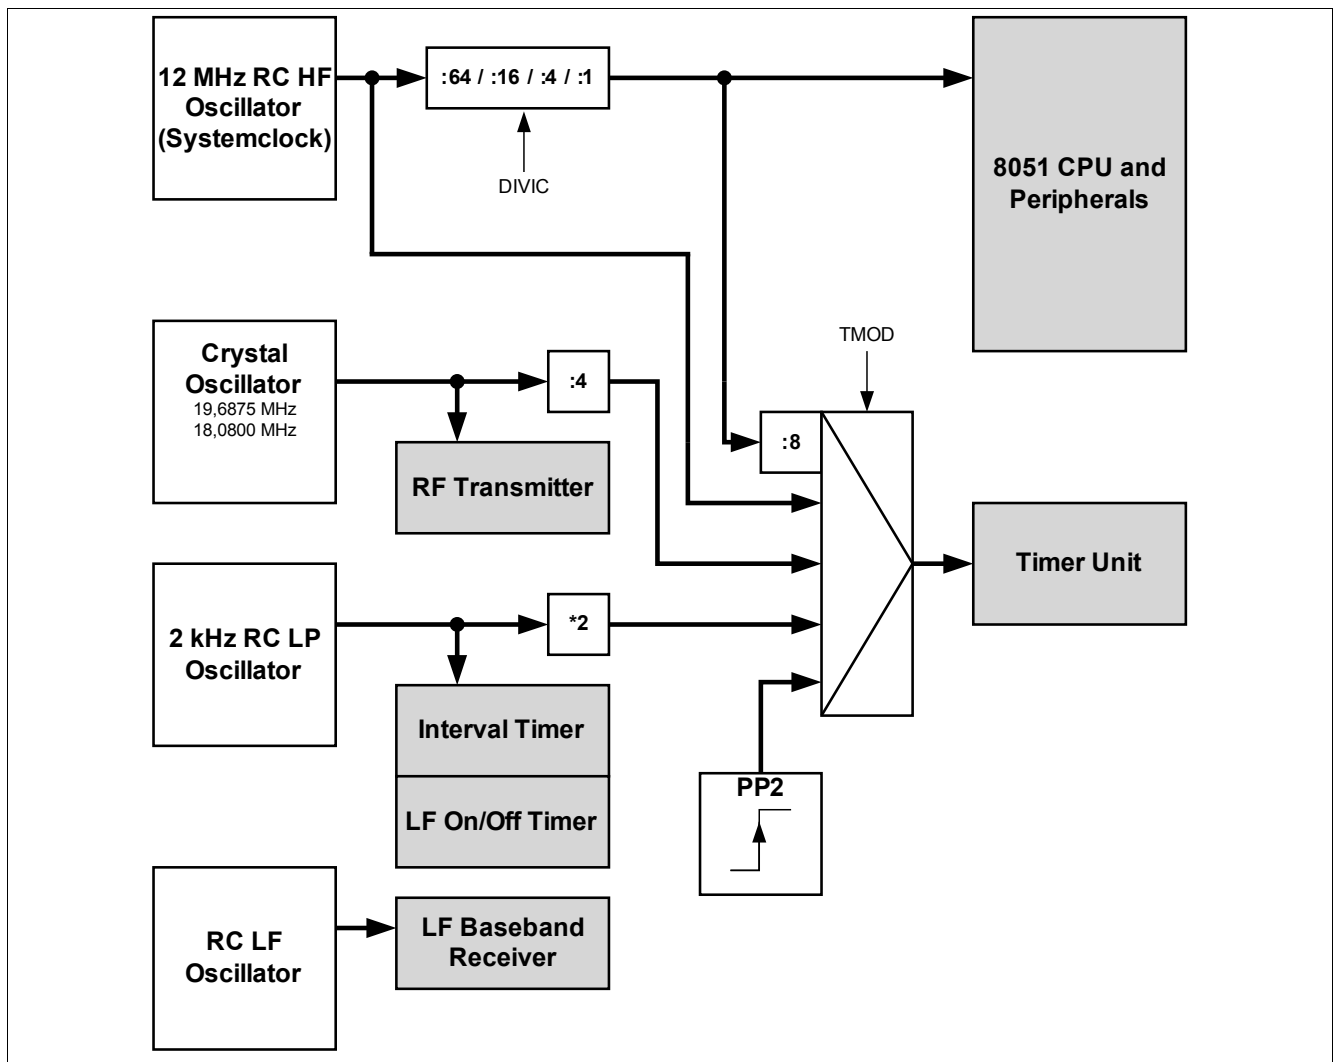 12 MHz RC HF
Oscillator
(Systemclock)
:64 / :16 / :4 / :1
DIVIC
8051 CPU and
Peripherals
Crystal
Oscillator
19,6875 MHz
18,0800 MHz
:4
RF Transmitter
TMOD
:8
Timer Unit
2 kHz RC LP
Oscillator
*2
Interval Timer
LF On/Off Timer
PP2
RC LF
Oscillator
LF Baseband
Receiver